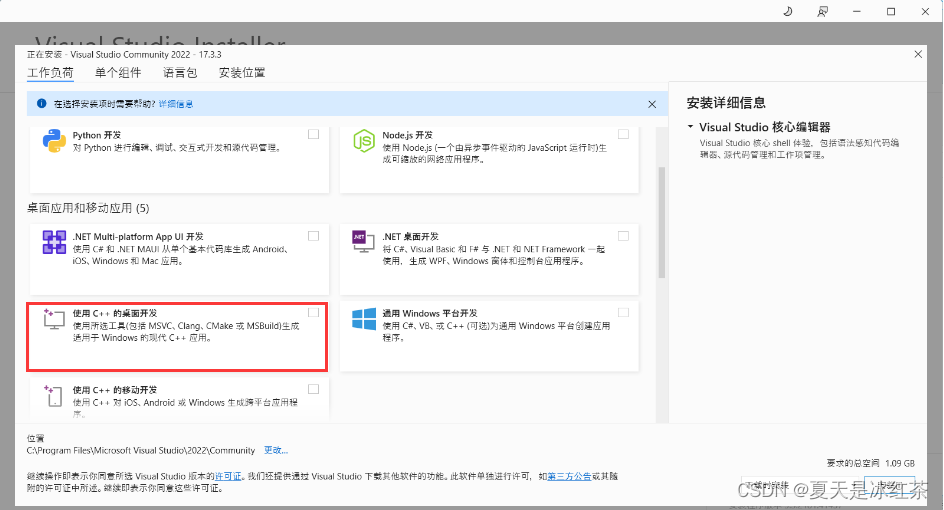 Visual Studio Installer
正在安装 - Visual Studio Community 2022 - 17.3.3
工作负荷 单个组件 语言包 安装位置
在选择安装项时需要帮助? 详细信息
Python 开发
对 Python 进行编辑、调试、交互式开发和源代码管理。
Node.js 开发
使用 Node.js (一个由异步事件驱动的 JavaScript 运行时)生
成可缩放的网络应用程序。
桌面应用和移动应用 (5)
.NET Multi-platform App UI 开发
使用 C# 和 .NET MAUI 从单个基本代码库生成 Android、
iOS、Windows 和 Mac 应用。
.NET
.NET 桌面开发
将 C#、Visual Basic 和 F# 与 .NET 和 .NET Framework 一起
使用，生成 WPF、Windows 窗体和控制台应用程序。
使用 C++ 的桌面开发
使用所选工具(包括 MSVC、Clang、CMake 或 MSBuild)生成
适用于 Windows 的现代 C++ 应用。
通用 Windows 平台开发
使用 C#、VB、或 C++ (可选)为通用 Windows 平台创建应用
程序。
使用 C++ 的移动开发
使用 C++ 对 iOS、Android 或 Windows 生成跨平台应用程
序。
安装详细信息
Visual Studio 核心编辑器
Visual Studio 核心 shell 体验，包括语法感知代码编
辑器、源代码管理和工作项管理。
位置
C:\Program Files\Microsoft Visual Studio\2022\Community 更改...
继续操作即表示你同意所选 Visual Studio 版本的许可证。我们还提供通过 Visual Studio 下载其他软件的功能。此软件单独进行许可，如第三方公告或其随
附的许可证中所述。继续即表示你同意这些许可证。
要求的总空间 1.09 GB
CSDN @夏天是冰红茶